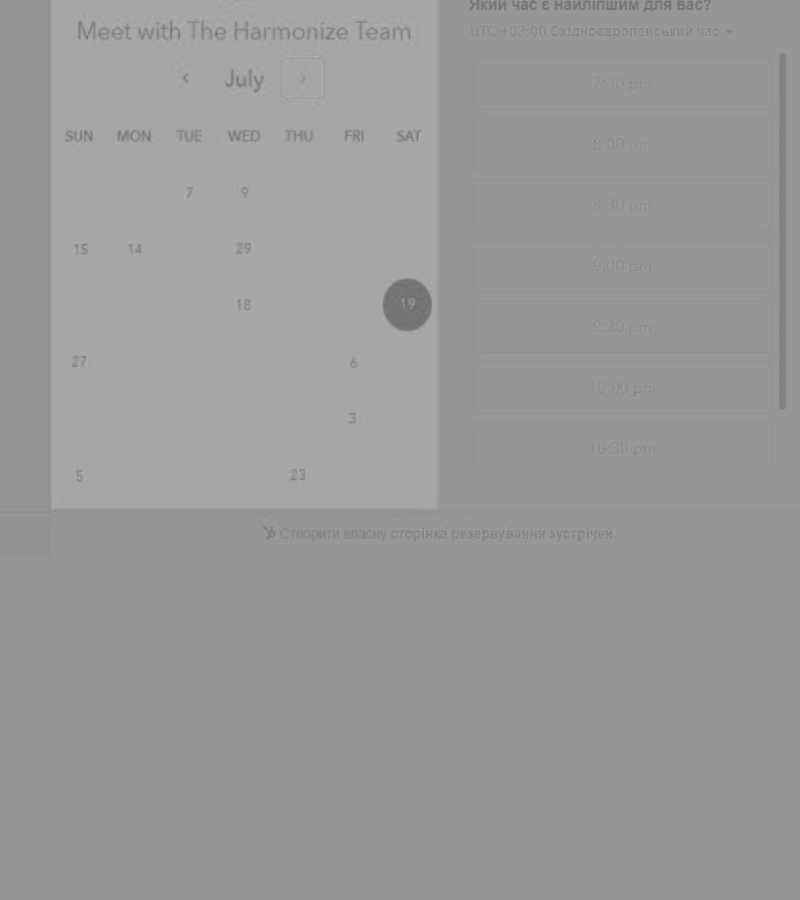 Meet with The Harmonize Team
‹ July ›
SUN MON TUE WED THU FRI SAT
7 9
15 14 29
18 19
27 6
3
5 23
Який час є найліпшим для вас?
UTC +03:00 Східноєвропейський час
7:30 pm
8:00 pm
8:30 pm
9:00 pm
9:30 pm
10:00 pm
10:30 pm
Створити власну сторінка резервування зустрічей